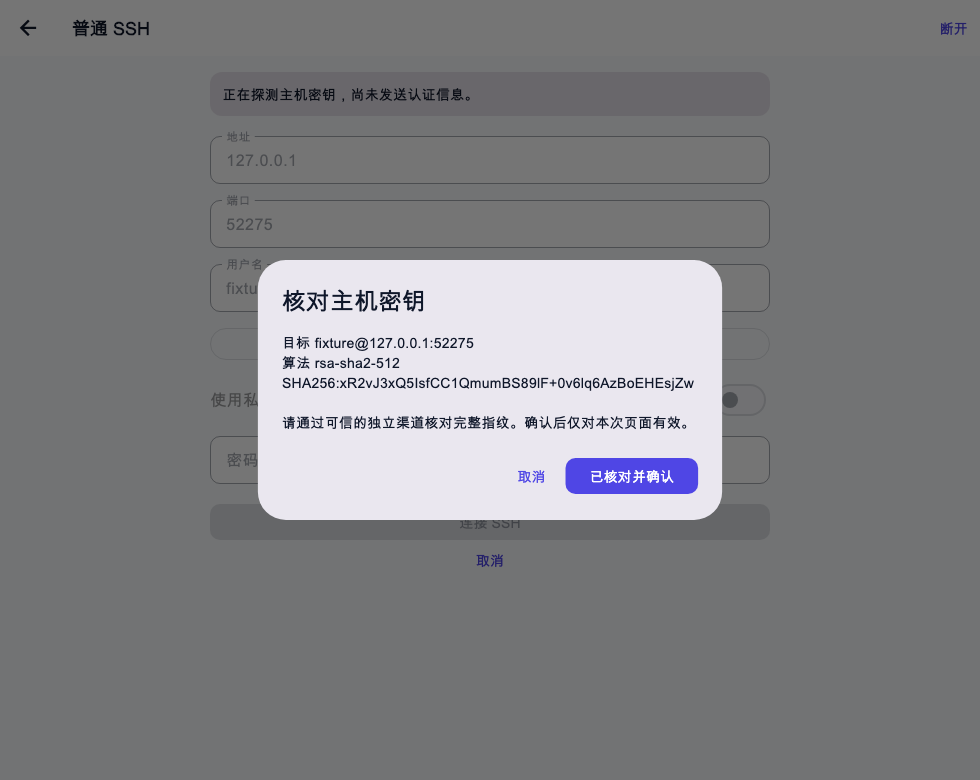 普通 SSH
断开
正在探测主机密钥，尚未发送认证信息。
地址
127.0.0.1
端口
52275
用户名
fixtu
核对主机密钥
目标 fixture@127.0.0.1:52275
算法 rsa-sha2-512
SHA256:xR2vJ3xQ5IsfCC1QmumBS89lF+0v6lq6AzBoEHEsjZw
请通过可信的独立渠道核对完整指纹。确认后仅对本次页面有效。
取消
已核对并确认
使用私
密码
连接 SSH
取消